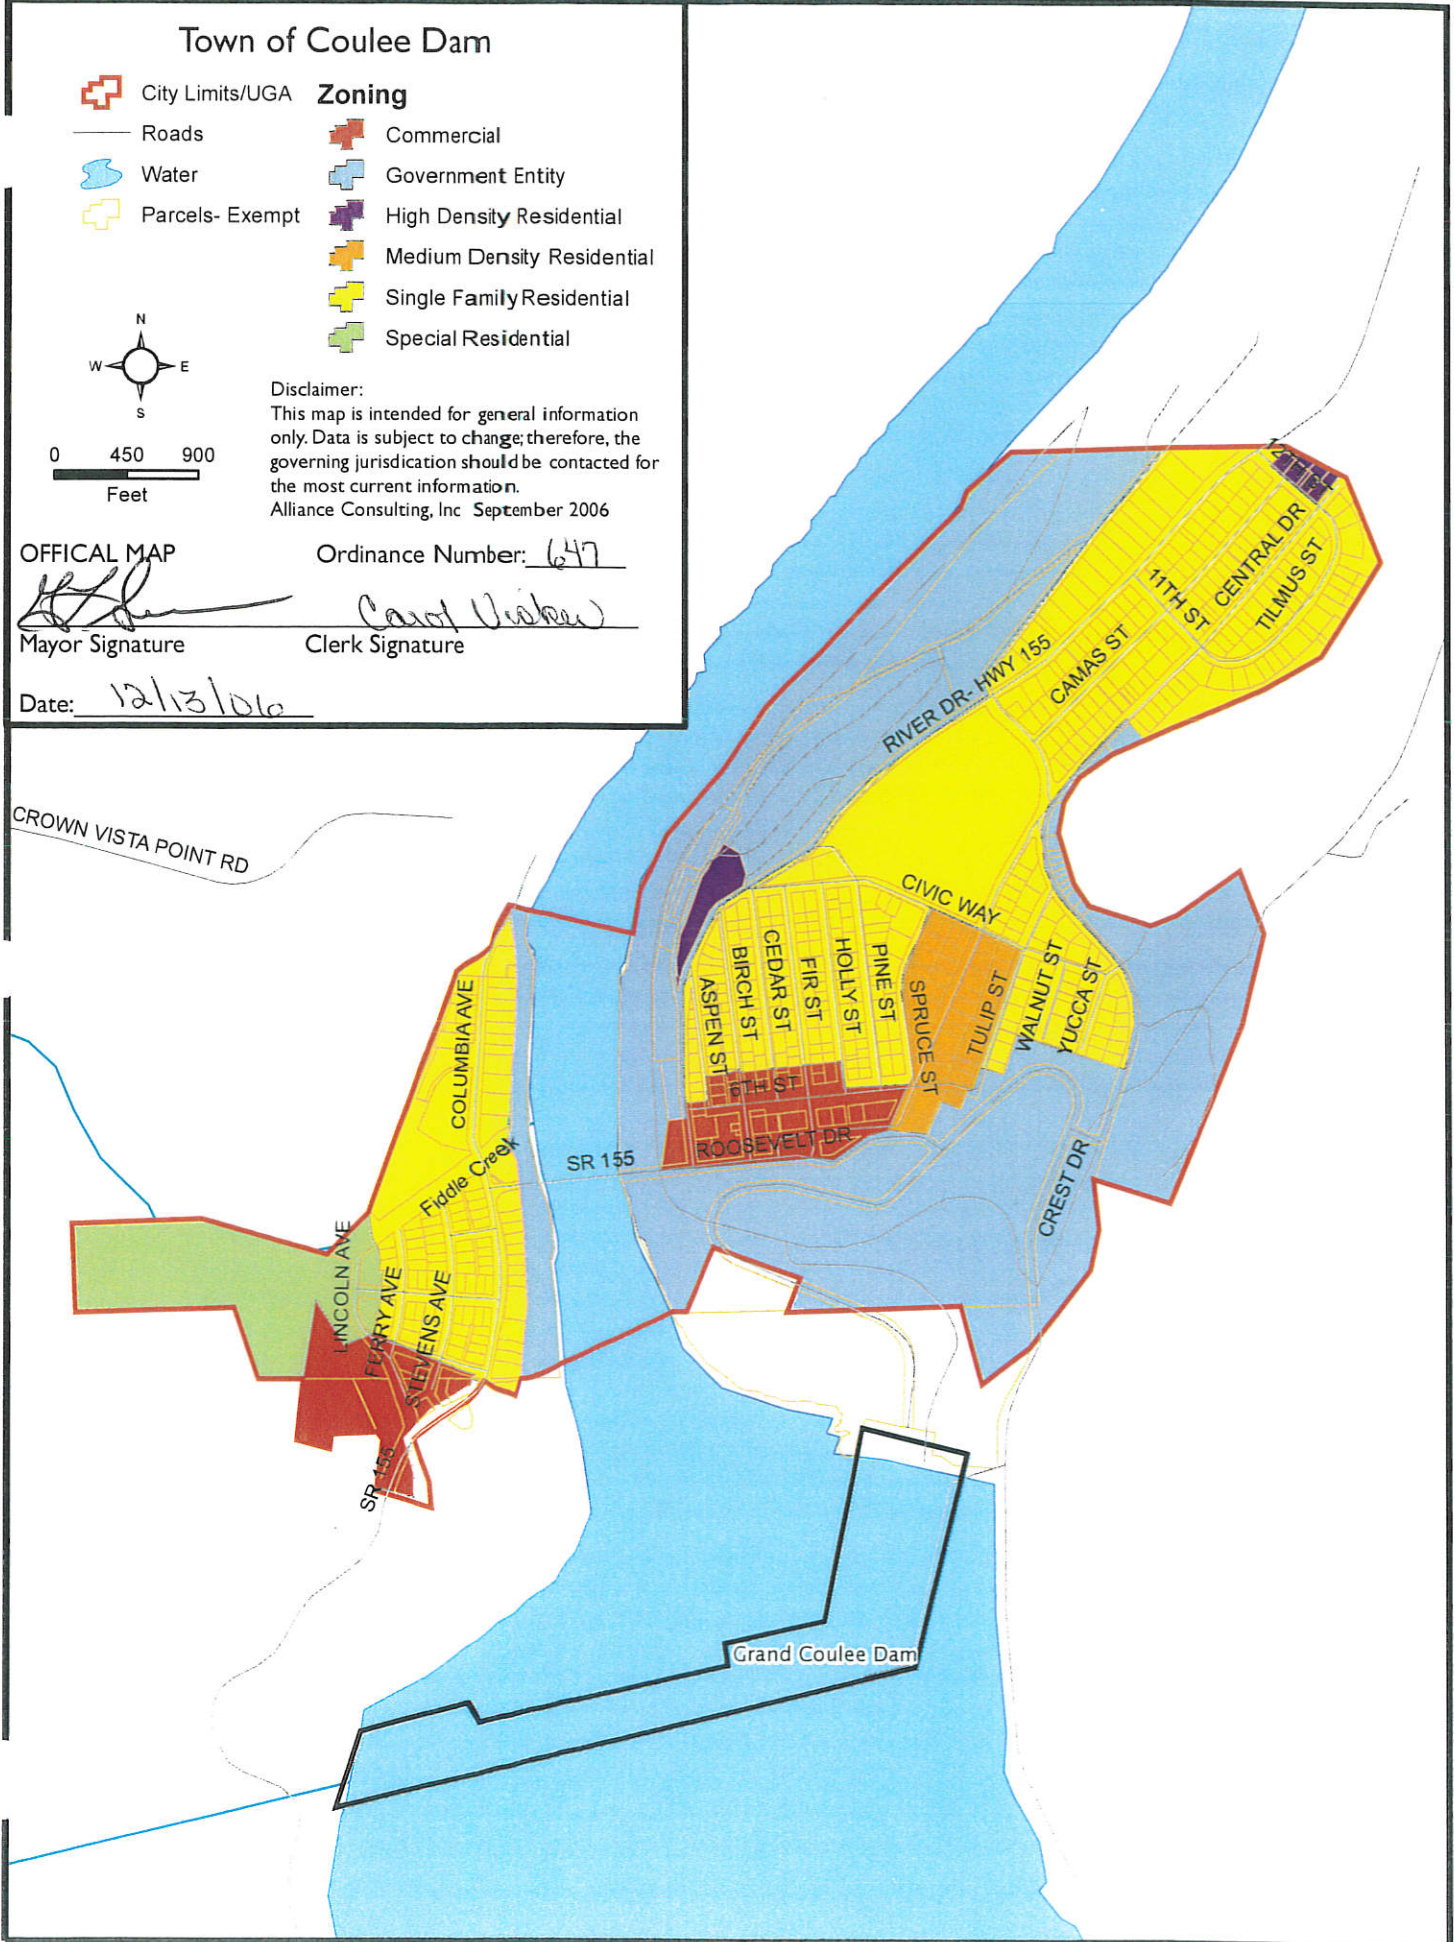 Town of Coulee Dam
City Limits/UGA
Roads
Water
Parcels- Exempt
Zoning
Commercial
Government Entity
High Density Residential
Medium Density Residential
Single Family Residential
Special Residential
N
W E
S
0 450 900
Feet
Disclaimer:
This map is intended for general information
only. Data is subject to change; therefore, the
governing jurisdication should be contacted for
the most current information.
Alliance Consulting, Inc September 2006
OFFICAL MAP
Ordinance Number: 647
Carol
Mayor Signature
Clerk Signature
Date: 12/13/06
12TH ST
CENTRAL DR
TILMUS ST
11TH ST
CAMAS ST
RIVER DR- HWY 155
CROWN VISTA POINT RD
CIVIC WAY
COLUMBIA AVE
ASPEN ST
BIRCH ST
CEDAR ST
FIR ST
HOLLY ST
PINE ST
SPRUCE ST
TULIP ST
WALNUT ST
YUCCA ST
6TH ST
ROOSEVELT DR
SR 155
Fiddle Creek
CREST DR
LINCOLN AVE
FERRY AVE
STEVENS AVE
SR 155
Grand Coulee Dam